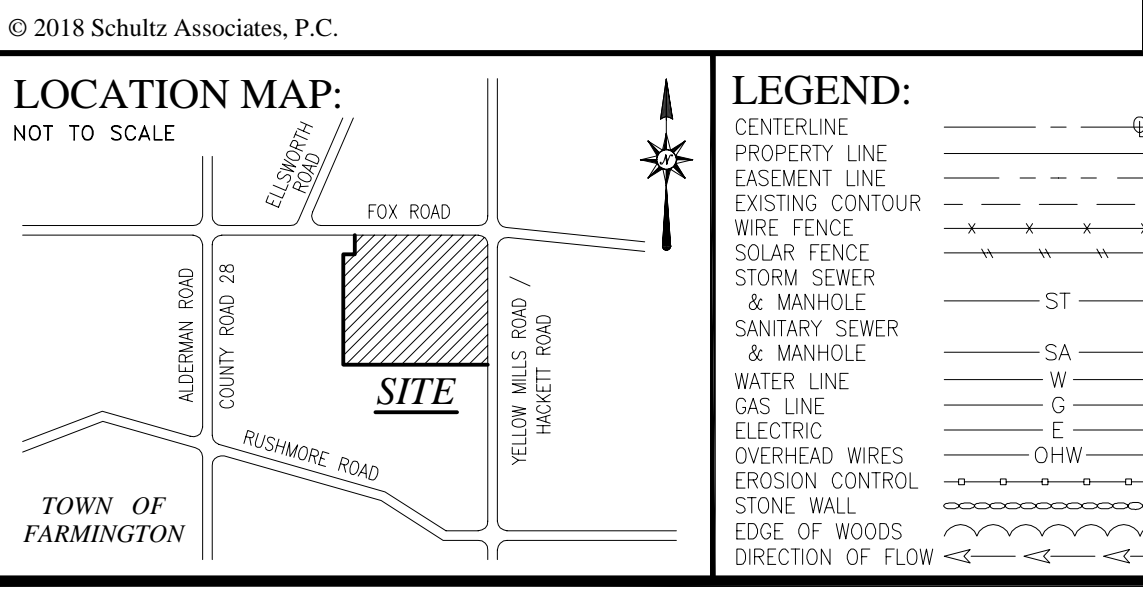 © 2018 Schultz Associates, P.C.
LOCATION MAP:
NOT TO SCALE
ELLSWORTH
ROAD
FOX ROAD
N
ALDERMAN ROAD
COUNTY ROAD 28
YELLOW MILLS ROAD /
HACKETT ROAD
SITE
RUSHMORE ROAD
TOWN OF
FARMINGTON
LEGEND:
CENTERLINE
PROPERTY LINE
EASEMENT LINE
EXISTING CONTOUR
WIRE FENCE
x x x x
SOLAR FENCE
STORM SEWER
& MANHOLE
ST
SANITARY SEWER
& MANHOLE
SA
WATER LINE
W
GAS LINE
G
ELECTRIC
E
OVERHEAD WIRES
OHW
EROSION CONTROL
STONE WALL
EDGE OF WOODS
DIRECTION OF FLOW